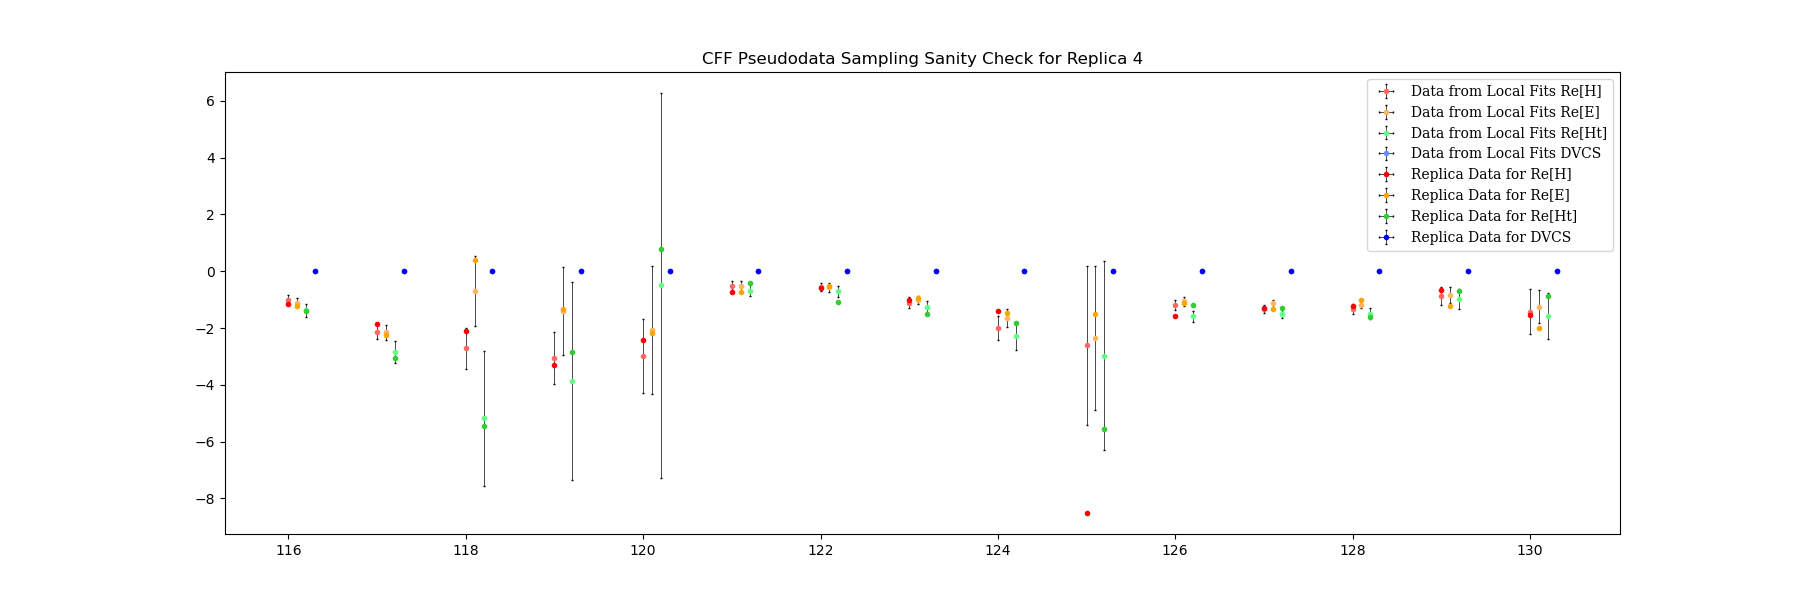 CFF Pseudodata Sampling Sanity Check for Replica 4
Data from Local Fits Re[H]
Data from Local Fits Re[E]
Data from Local Fits Re[Ht]
Data from Local Fits DVCS
Replica Data for Re[H]
Replica Data for Re[E]
Replica Data for Re[Ht]
Replica Data for DVCS
6
4
2
0
−2
−4
−6
−8
116 118 120 122 124 126 128 130